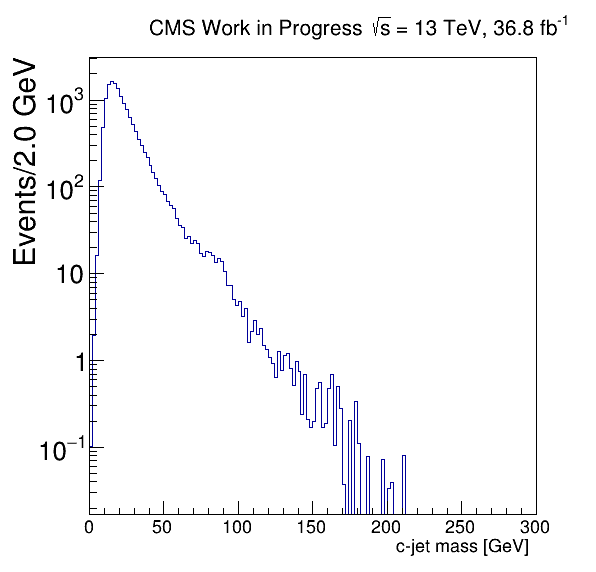 CMS Work in Progress √s = 13 TeV, 36.8 fb⁻¹
Events/2.0 GeV
10³
10²
10
1
10⁻¹
0 50 100 150 200 250 300
c-jet mass [GeV]